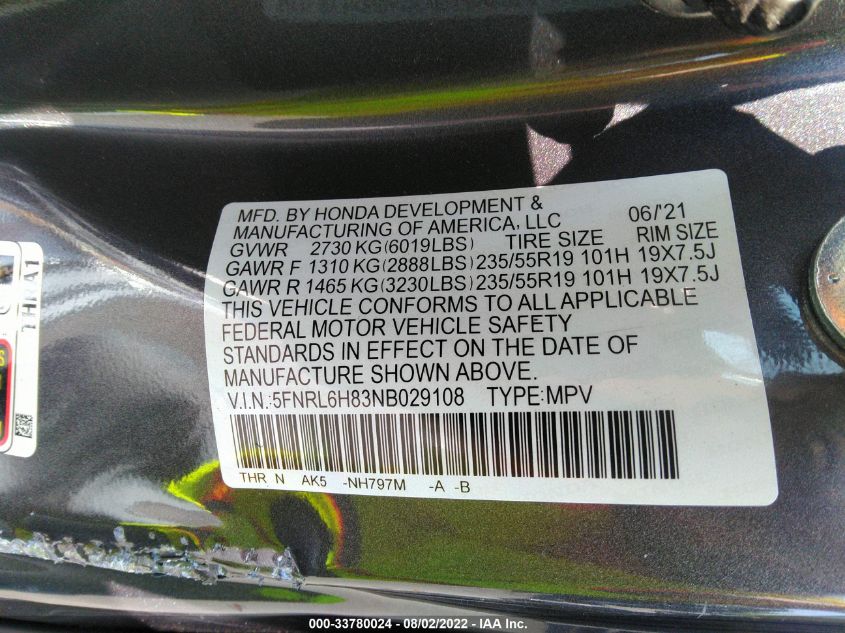 MFD. BY HONDA DEVELOPMENT &
MANUFACTURING OF AMERICA, LLC 06/'21
GVWR 2730 KG(6019LBS) TIRE SIZE RIM SIZE
GAWR F 1310 KG(2888LBS) 235/55R19 101H 19X7.5J
GAWR R 1465 KG(3230LBS) 235/55R19 101H 19X7.5J
THIS VEHICLE CONFORMS TO ALL APPLICABLE
FEDERAL MOTOR VEHICLE SAFETY
STANDARDS IN EFFECT ON THE DATE OF
MANUFACTURE SHOWN ABOVE.
V.I.N.:5FNRL6H83NB029108 TYPE:MPV
THR N AK5 -NH797M -A -B
000-33780024 - 08/02/2022 - IAA Inc.